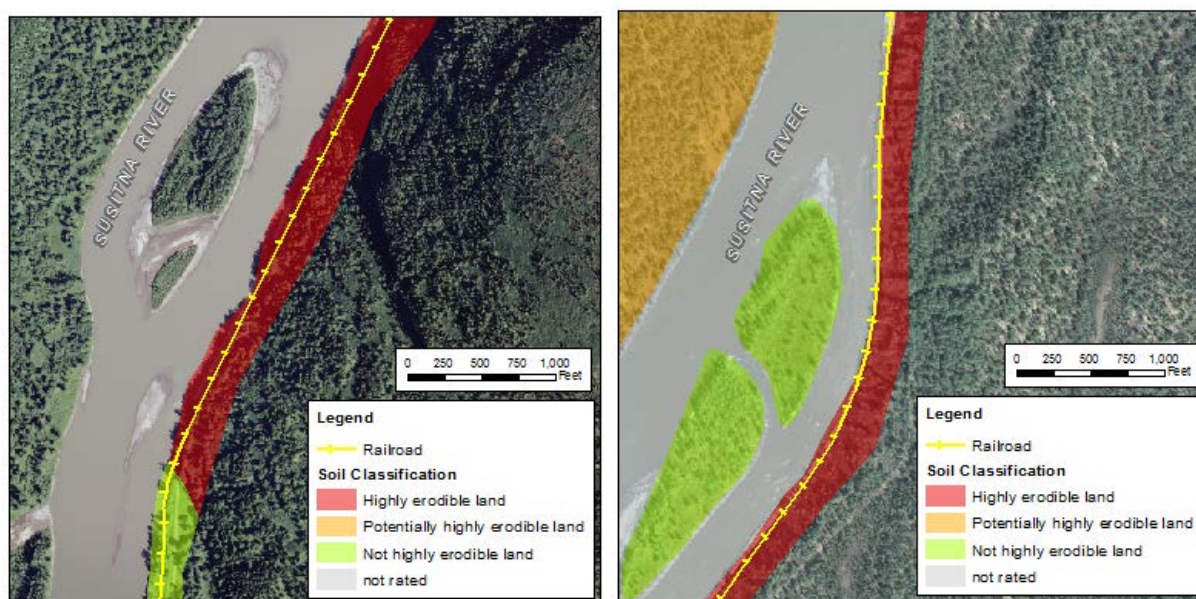 SUSITNA RIVER
0 250 500 750 1,000
Feet
Legend
Railroad
Soil Classification
Highly erodible land
Potentially highly erodible land
Not highly erodible land
not rated
SUSITNA RIVER
0 250 500 750 1,000
Feet
Legend
Railroad
Soil Classification
Highly erodible land
Potentially highly erodible land
Not highly erodible land
not rated